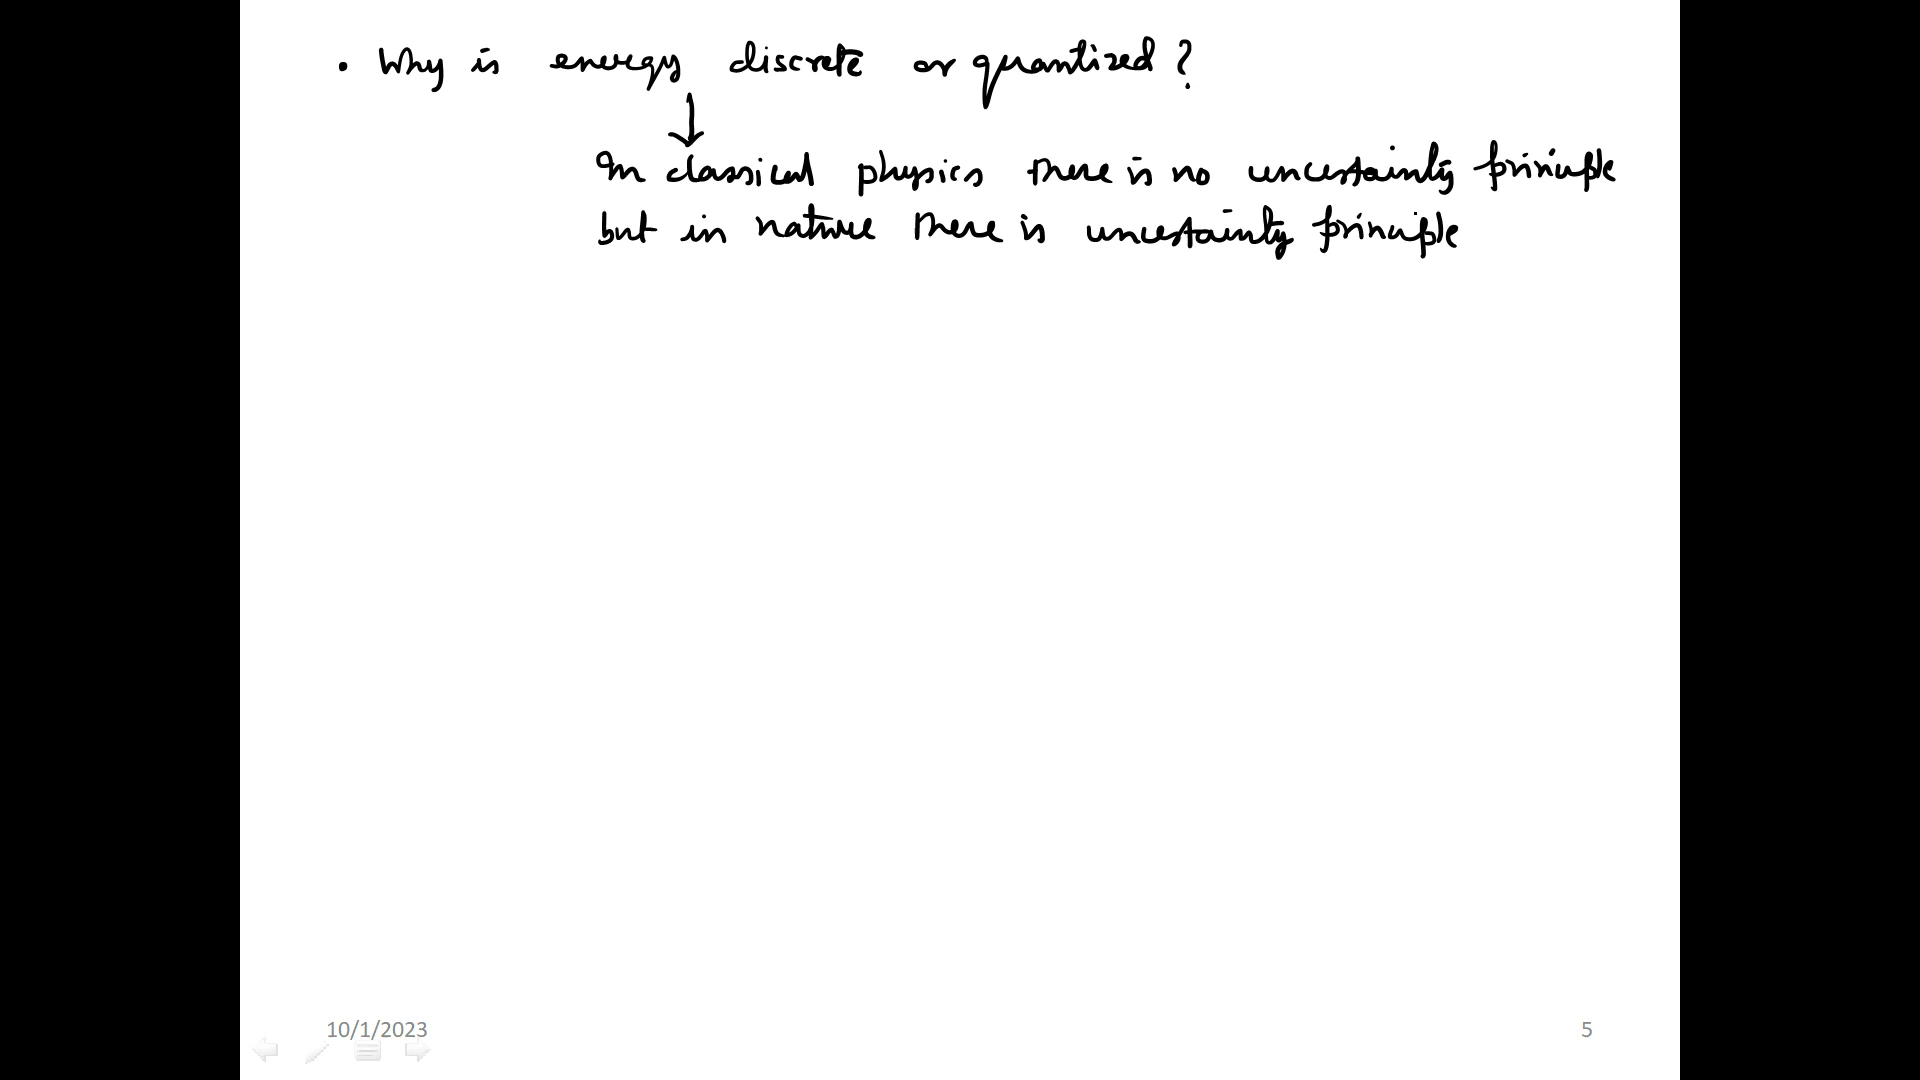 • Why is energy discrete or quantized?
In classical physics there is no uncertainty principle
but in nature there is uncertainty principle
10/1/2023
5